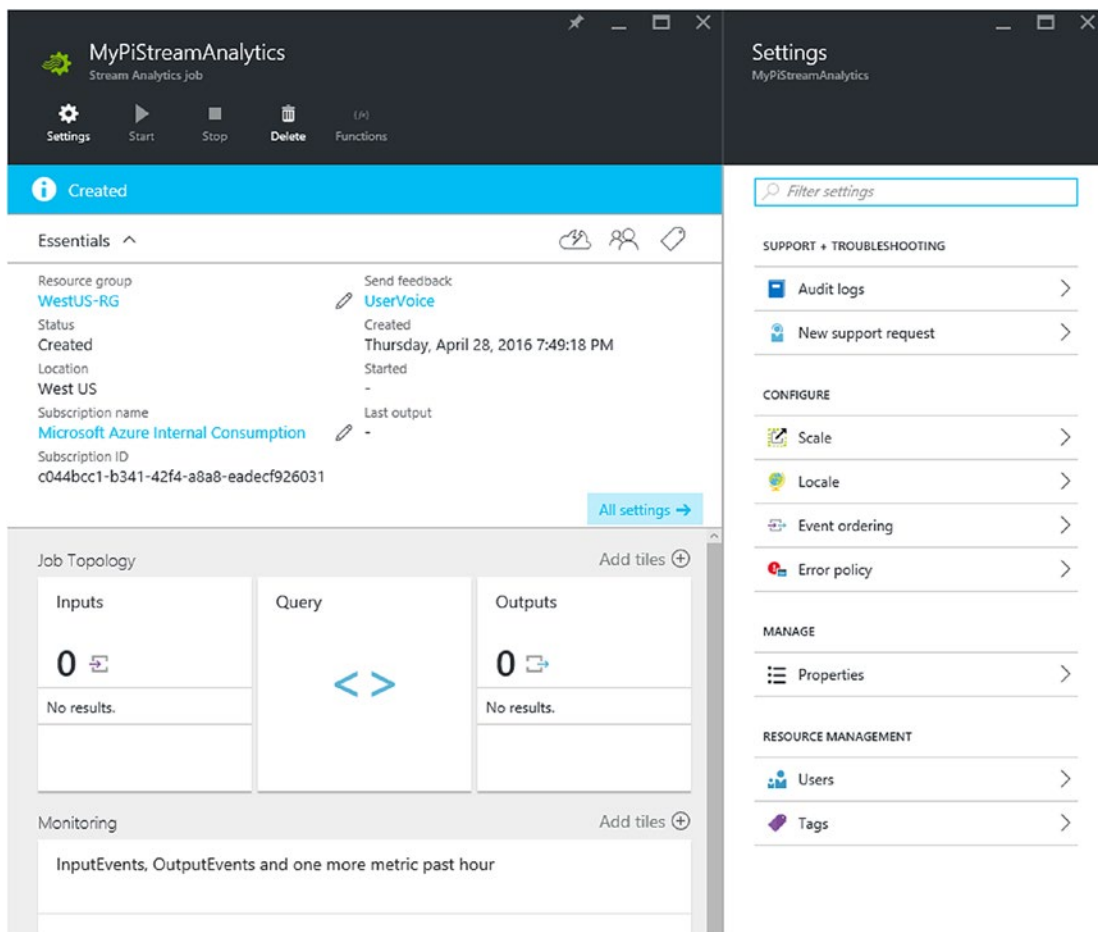 MyPiStreamAnalytics
Stream Analytics job
Settings
Start
Stop
Delete
Functions
Created
Essentials
Resource group
WestUS-RG
Status
Created
Location
West US
Subscription name
Microsoft Azure Internal Consumption
Subscription ID
c044bcc1-b341-42f4-a8a8-eadecf926031
Send feedback
UserVoice
Created
Thursday, April 28, 2016 7:49:18 PM
Started
-
Last output
-
All settings
Job Topology
Add tiles
Inputs
0
No results.
Query
< >
Outputs
0
No results.
Monitoring
Add tiles
InputEvents, OutputEvents and one more metric past hour
Settings
MyPiStreamAnalytics
Filter settings
SUPPORT + TROUBLESHOOTING
Audit logs
New support request
CONFIGURE
Scale
Locale
Event ordering
Error policy
MANAGE
Properties
RESOURCE MANAGEMENT
Users
Tags